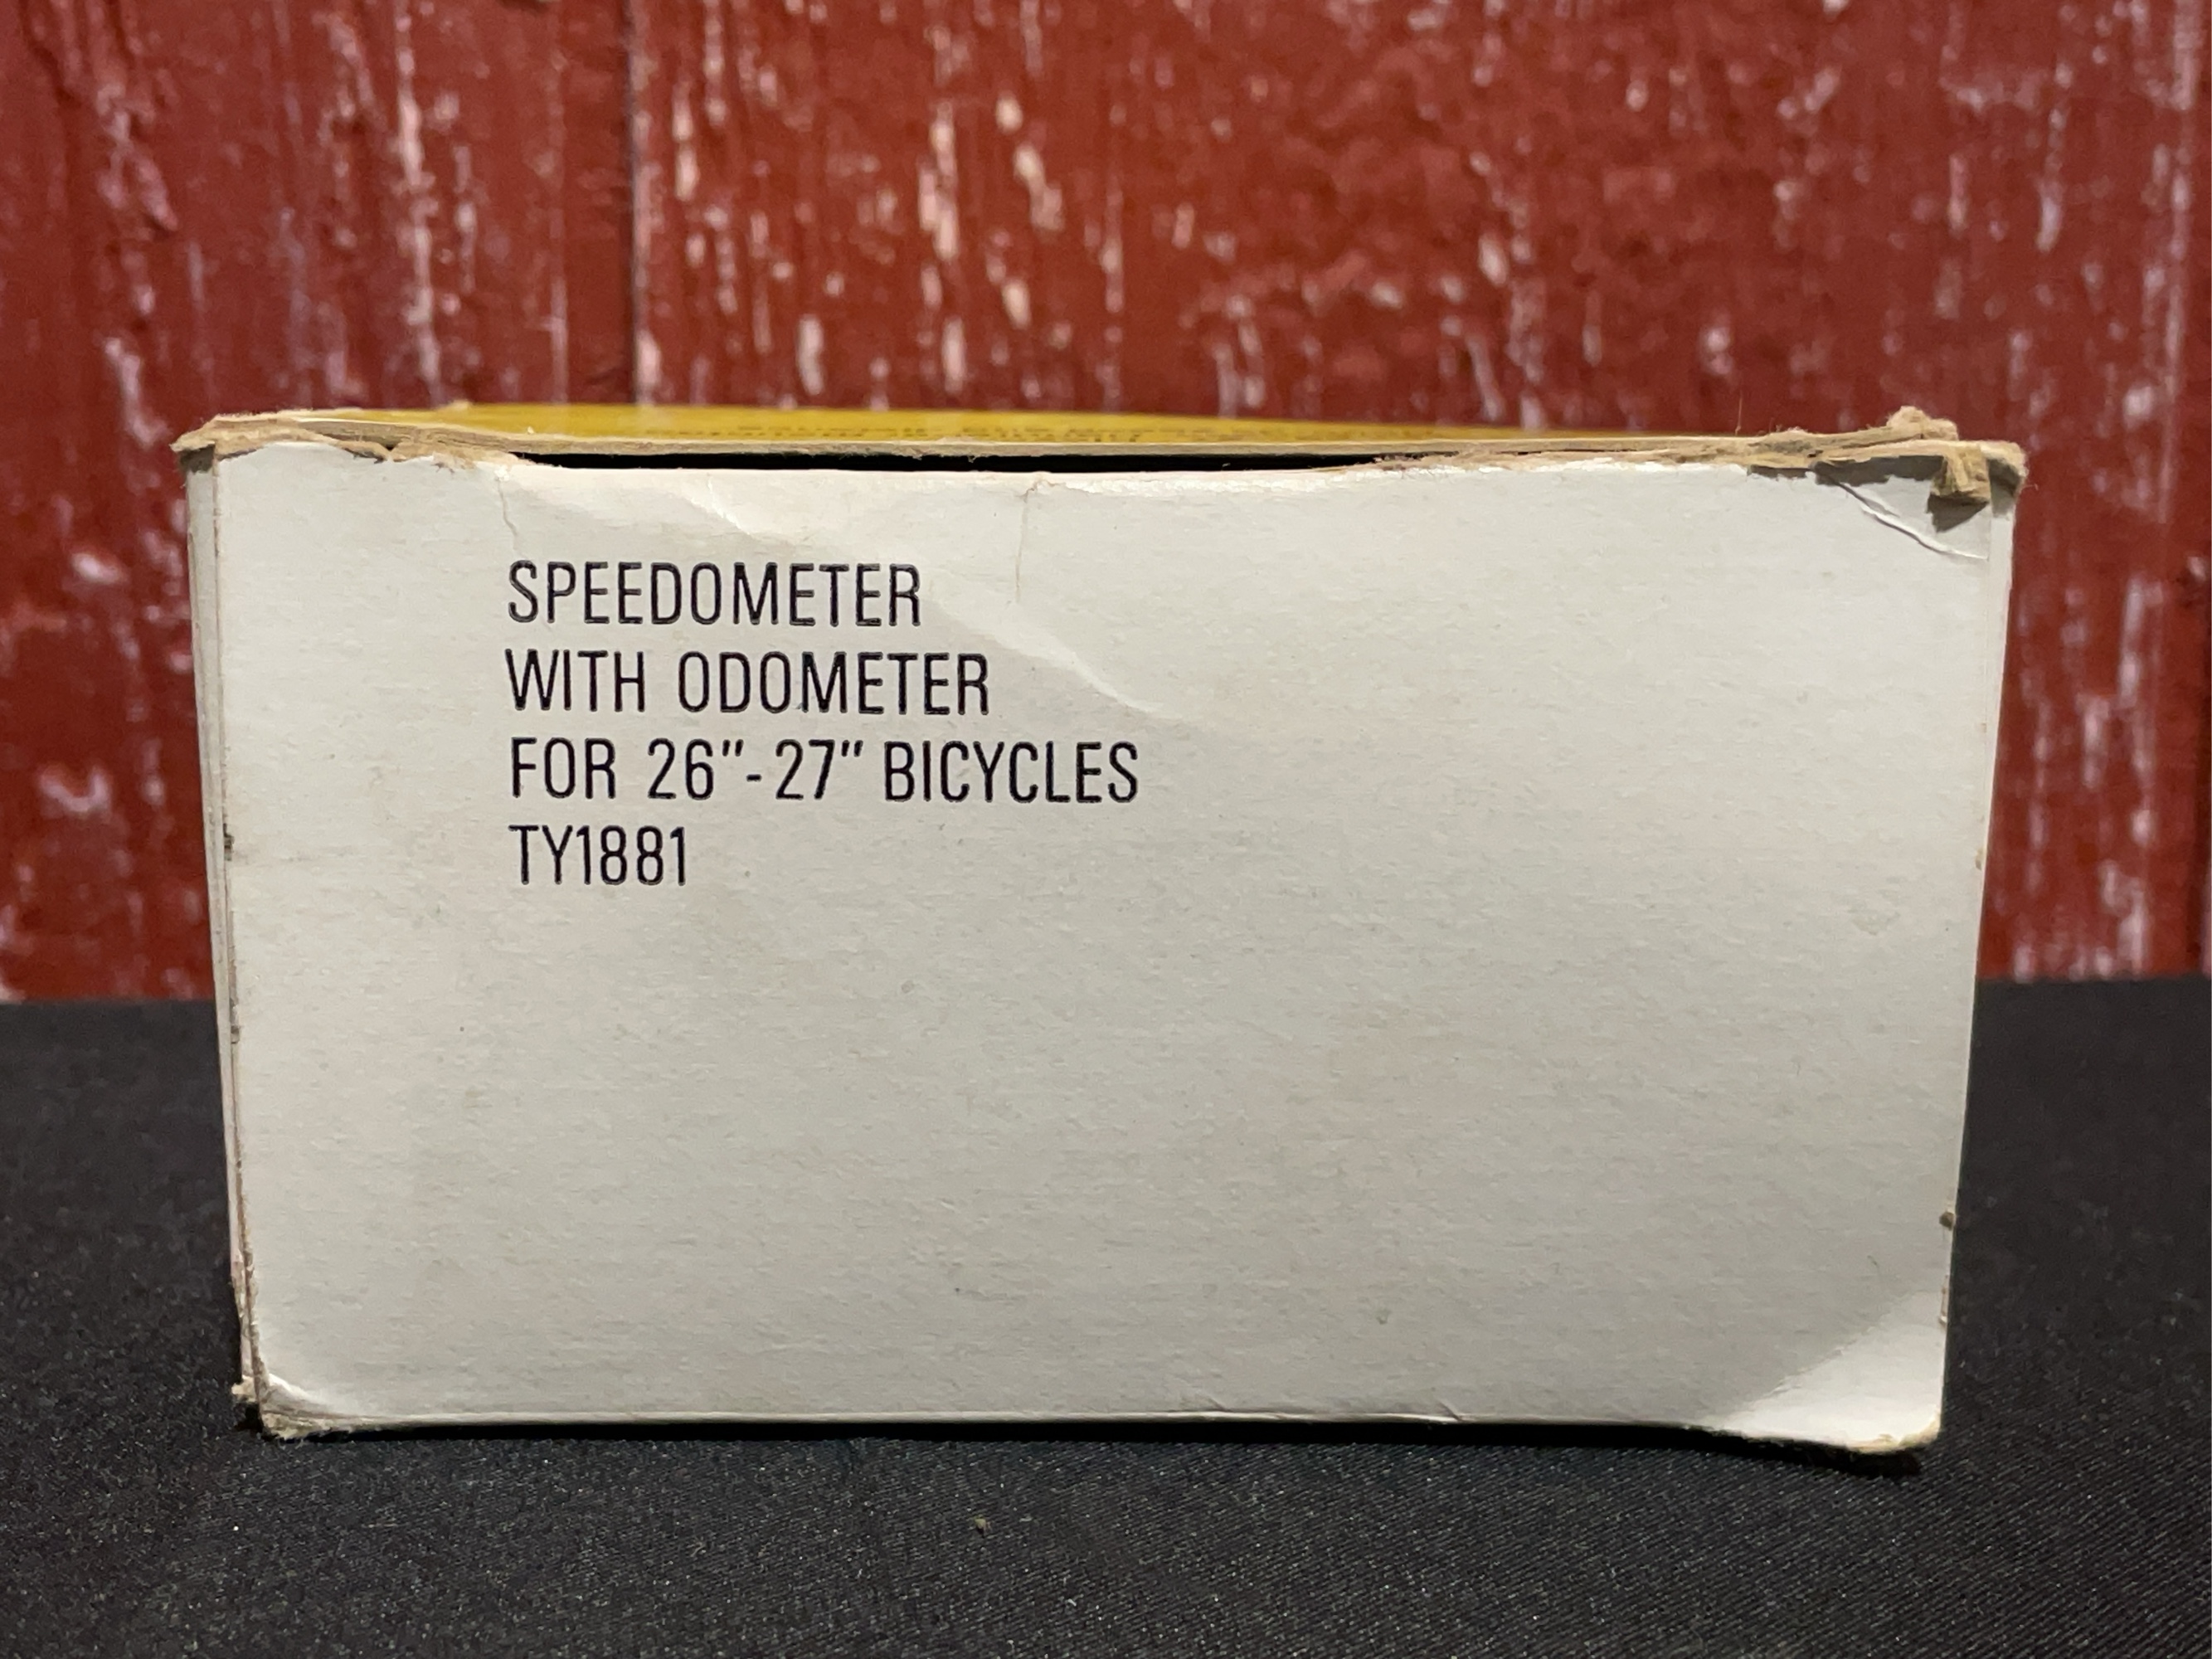 SPEEDOMETER
WITH ODOMETER
FOR 26"-27" BICYCLES
TY1881